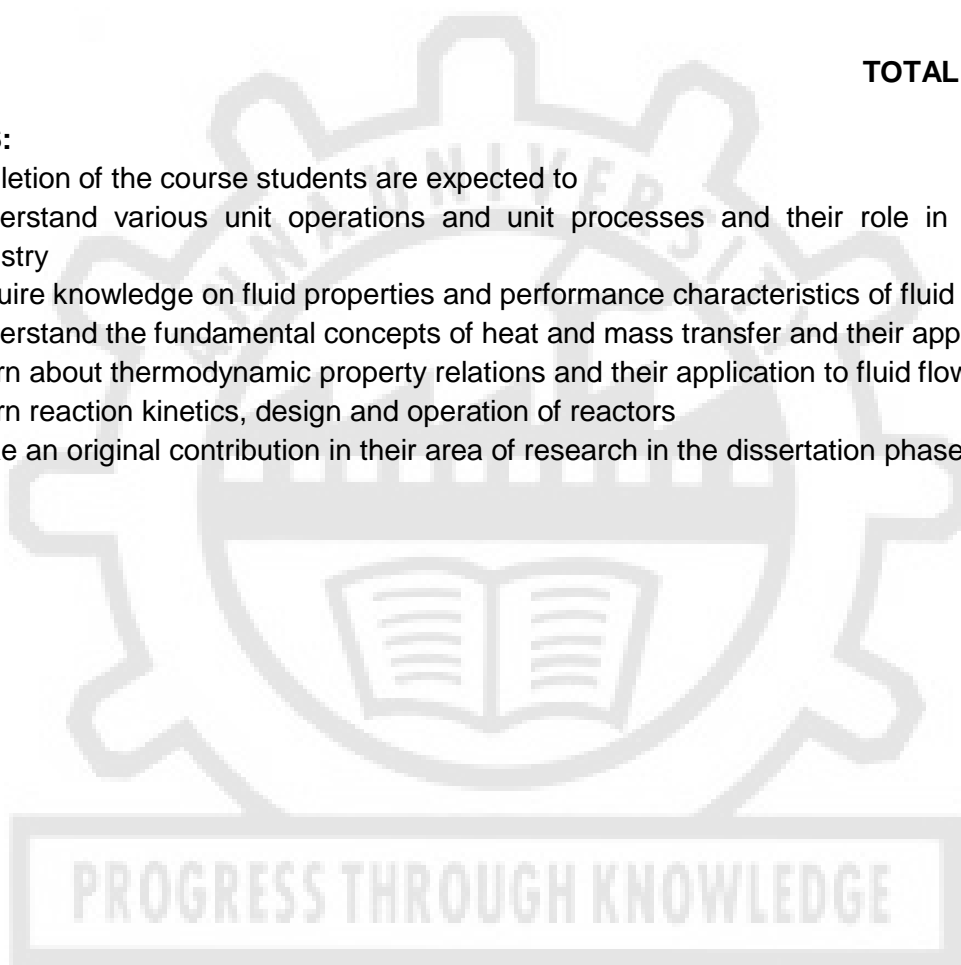 TOTAL
S:
letion of the course students are expected to
erstand various unit operations and unit processes and their role in
stry
uire knowledge on fluid properties and performance characteristics of fluid
erstand the fundamental concepts of heat and mass transfer and their app
rn about thermodynamic property relations and their application to fluid flow
rn reaction kinetics, design and operation of reactors
e an original contribution in their area of research in the dissertation phase
UNIVERSITY
PROGRESS THROUGH KNOWLEDGE